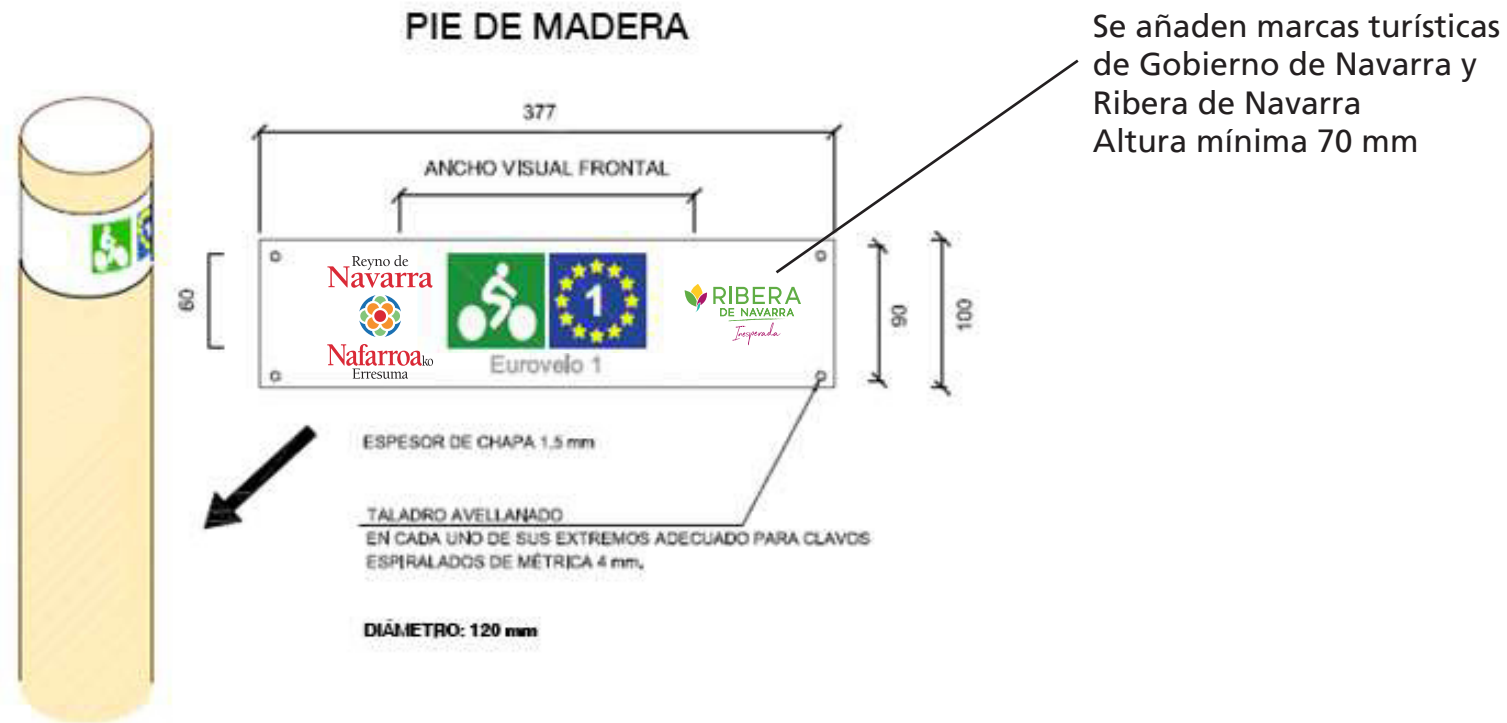 PIE DE MADERA
Se añaden marcas turísticas
de Gobierno de Navarra y
Ribera de Navarra
Altura mínima 70 mm
377
ANCHO VISUAL FRONTAL
60
Reyno de
Navarra
Nafarroako
Erresuma
1
Eurovelo 1
RIBERA
DE NAVARRA
Inesperada
90
100
ESPESOR DE CHAPA 1,5 mm
TALADRO AVELLANADO
EN CADA UNO DE SUS EXTREMOS ADECUADO PARA CLAVOS
ESPIRALADOS DE MÉTRICA 4 mm.
DIÁMETRO: 120 mm
1